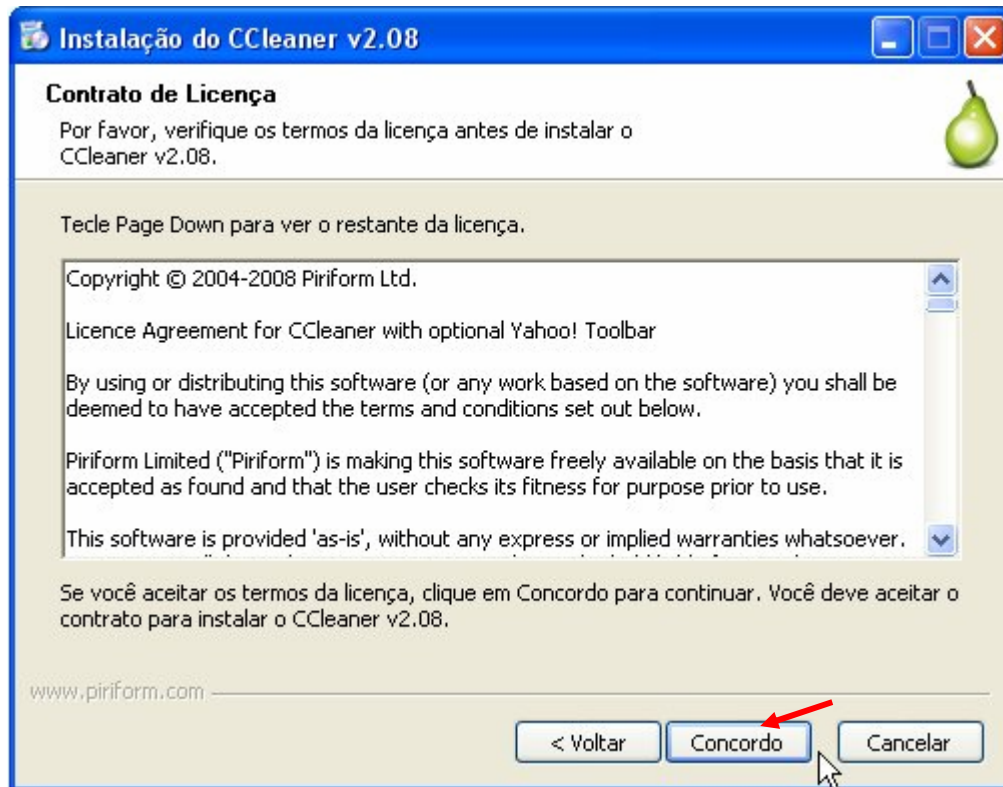 Instalação do CCleaner v2.08
Contrato de Licença
Por favor, verifique os termos da licença antes de instalar o
CCleaner v2.08.
Tecle Page Down para ver o restante da licença.
Copyright © 2004-2008 Piriform Ltd.
Licence Agreement for CCleaner with optional Yahoo! Toolbar
By using or distributing this software (or any work based on the software) you shall be
deemed to have accepted the terms and conditions set out below.
Piriform Limited ("Piriform") is making this software freely available on the basis that it is
accepted as found and that the user checks its fitness for purpose prior to use.
This software is provided 'as-is', without any express or implied warranties whatsoever.
Se você aceitar os termos da licença, clique em Concordo para continuar. Você deve aceitar o
contrato para instalar o CCleaner v2.08.
www.piriform.com
< Voltar Concordo Cancelar